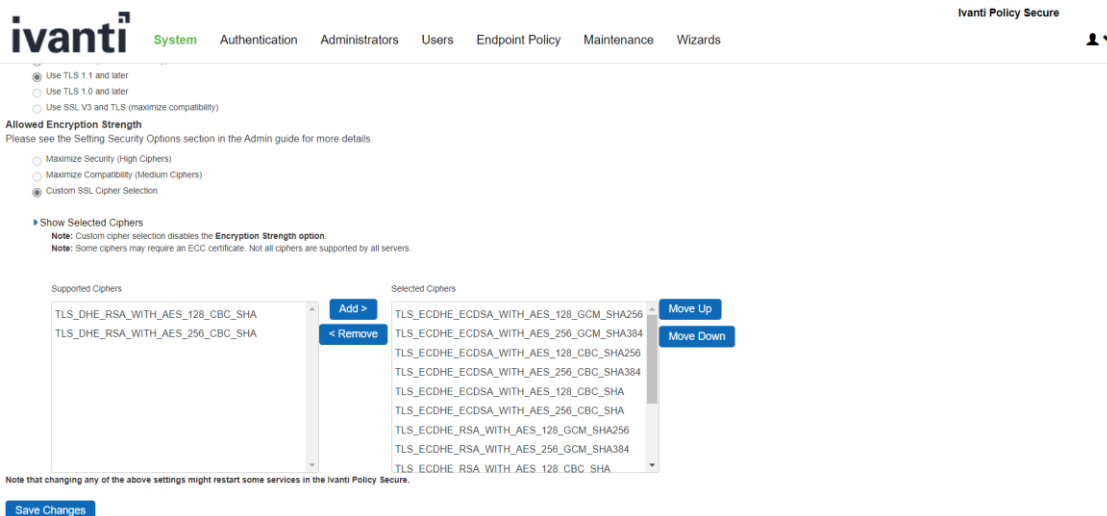 Ivanti Policy Secure
ivanti
System Authentication Administrators Users Endpoint Policy Maintenance Wizards
Use TLS 1.1 and later
Use TLS 1.0 and later
Use SSL V3 and TLS (maximize compatibility)
Allowed Encryption Strength
Please see the Setting Security Options section in the Admin guide for more details.
Maximize Security (High Ciphers)
Maximize Compatibility (Medium Ciphers)
Custom SSL Cipher Selection
Show Selected Ciphers
Note: Custom cipher selection disables the Encryption Strength option.
Note: Some ciphers may require an ECC certificate. Not all ciphers are supported by all servers.
Supported Ciphers
TLS_DHE_RSA_WITH_AES_128_CBC_SHA
TLS_DHE_RSA_WITH_AES_256_CBC_SHA
Add >
< Remove
Selected Ciphers
TLS_ECDHE_ECDSA_WITH_AES_128_GCM_SHA256
TLS_ECDHE_ECDSA_WITH_AES_256_GCM_SHA384
TLS_ECDHE_ECDSA_WITH_AES_128_CBC_SHA256
TLS_ECDHE_ECDSA_WITH_AES_256_CBC_SHA384
TLS_ECDHE_ECDSA_WITH_AES_128_CBC_SHA
TLS_ECDHE_ECDSA_WITH_AES_256_CBC_SHA
TLS_ECDHE_RSA_WITH_AES_128_GCM_SHA256
TLS_ECDHE_RSA_WITH_AES_256_GCM_SHA384
TLS_ECDHE_RSA_WITH_AES_128_CBC_SHA
Move Up
Move Down
Note that changing any of the above settings might restart some services in the Ivanti Policy Secure.
Save Changes